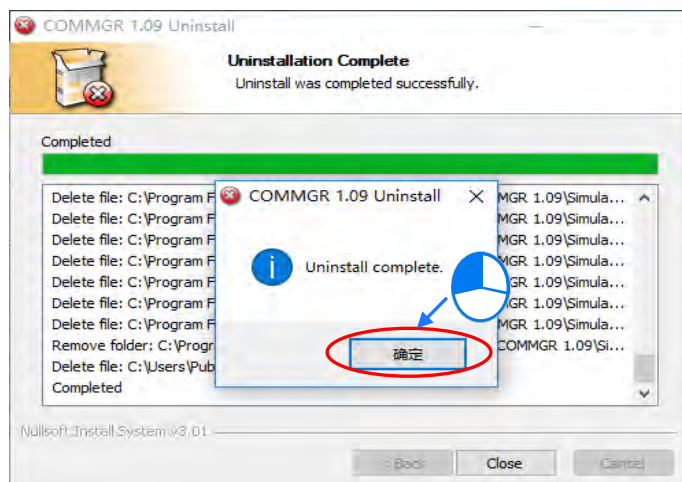 COMMGR 1.09 Uninstall
Uninstallation Complete
Uninstall was completed successfully.
Completed
Delete file: C:\Program F
MGR 1.09\Simula...
Delete file: C:\Program F
MGR 1.09\Simula...
Delete file: C:\Program F
MGR 1.09\Simula...
Delete file: C:\Program F
MGR 1.09\Simula...
Delete file: C:\Program F
GR 1.09\Simula...
Delete file: C:\Program F
GR 1.09\Simula...
Delete file: C:\Program F
MGR 1.09\Simula...
Remove folder: C:\Progr
COMMGR 1.09\Si...
Delete file: C:\Users\Pub
Completed
COMMGR 1.09 Uninstall
Uninstall complete.
确定
Nullsoft Install System v3.01
< Back
Close
Cancel